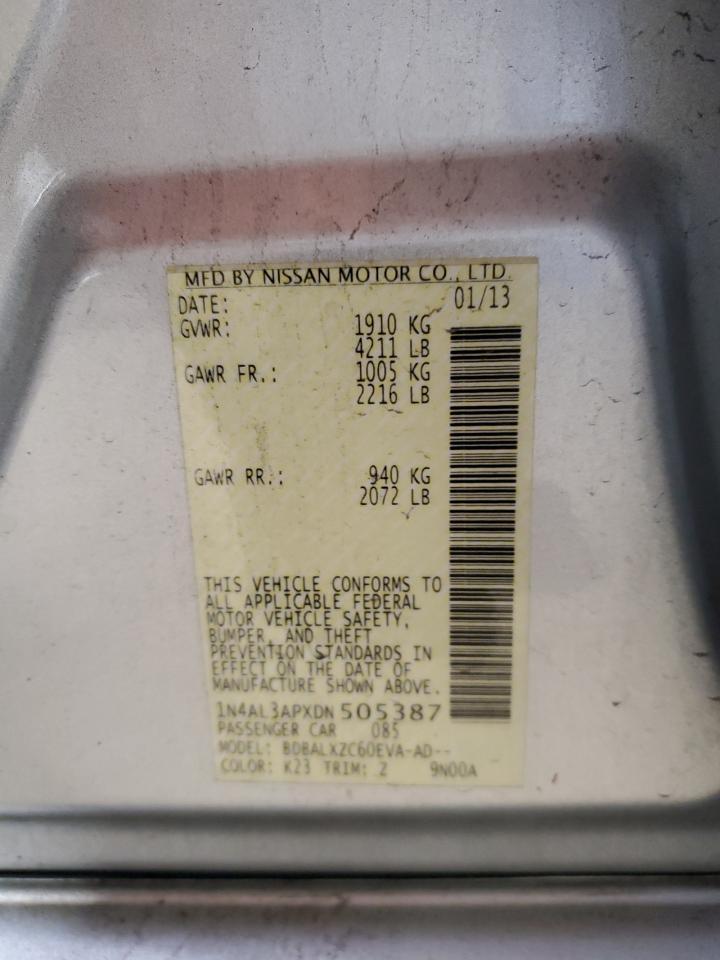 MFD BY NISSAN MOTOR CO., LTD.
DATE: 01/13
GVWR: 1910 KG
4211 LB
GAWR FR.: 1005 KG
2216 LB
GAWR RR.: 940 KG
2072 LB
THIS VEHICLE CONFORMS TO
ALL APPLICABLE FEDERAL
MOTOR VEHICLE SAFETY,
BUMPER, AND THEFT
PREVENTION STANDARDS IN
EFFECT ON THE DATE OF
MANUFACTURE SHOWN ABOVE.
1N4AL3APXDN505387
PASSENGER CAR 085
MODEL: BDBALXZC60EVA-AD--
COLOR: K23 TRIM: Z 9N00A